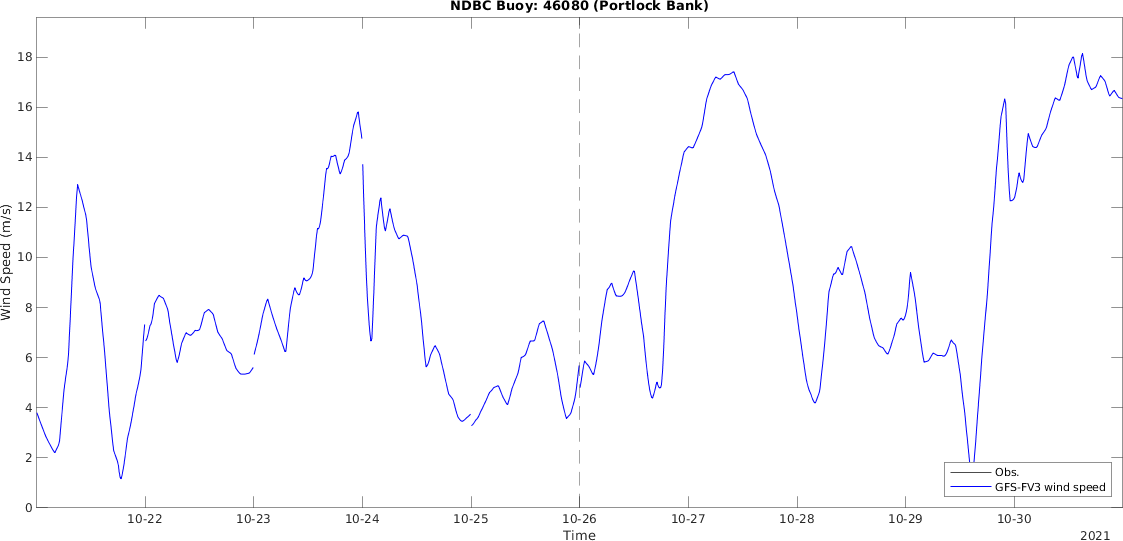 NDBC Buoy: 46080 (Portlock Bank)
Wind Speed (m/s)
18
16
14
12
10
8
6
4
2
0
Obs.
GFS-FV3 wind speed
10-22 10-23 10-24 10-25 10-26 10-27 10-28 10-29 10-30
Time
2021